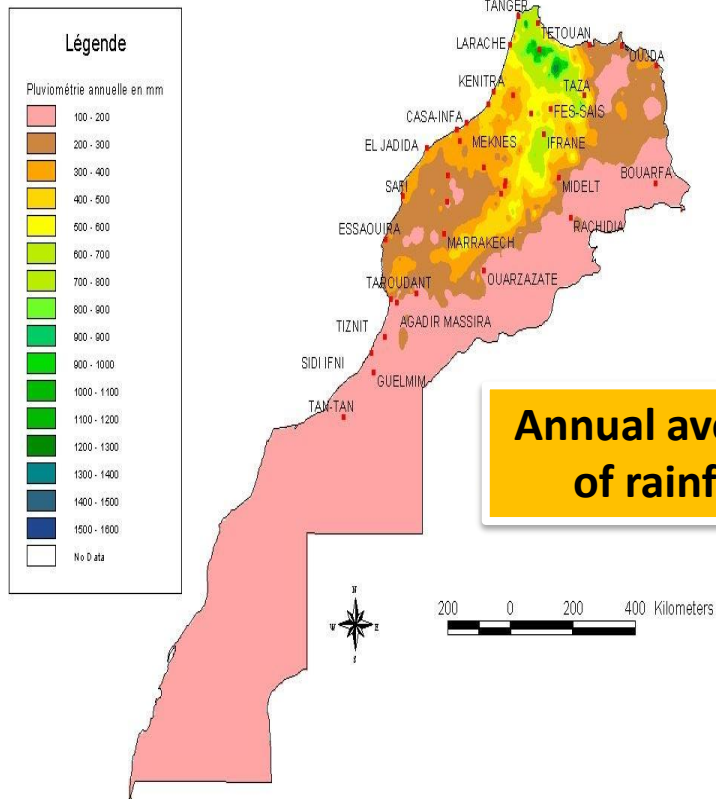 Légende
Pluviométrie annuelle en mm
100 - 200
200 - 300
300 - 400
400 - 500
500 - 600
600 - 700
700 - 800
800 - 900
900 - 900
900 - 1000
1000 - 1100
1100 - 1200
1200 - 1300
1300 - 1400
1400 - 1500
1500 - 1600
No Data
TANGER
TETOUAN
LARACHE
OUJDA
KENITRA
TAZA
CASA-INFA
FES-SAIS
EL JADIDA
MEKNES
IFRANE
SAFI
MIDELT
BOUARFA
ESSAOUIRA
RACHIDIA
MARRAKECH
TAROUDANT
OUARZAZATE
TIZNIT
AGADIR MASSIRA
SIDI IFNI
GUELMIM
TAN-TAN
Annual ave
of rainf
N
W E
S
200 0 200 400 Kilometers